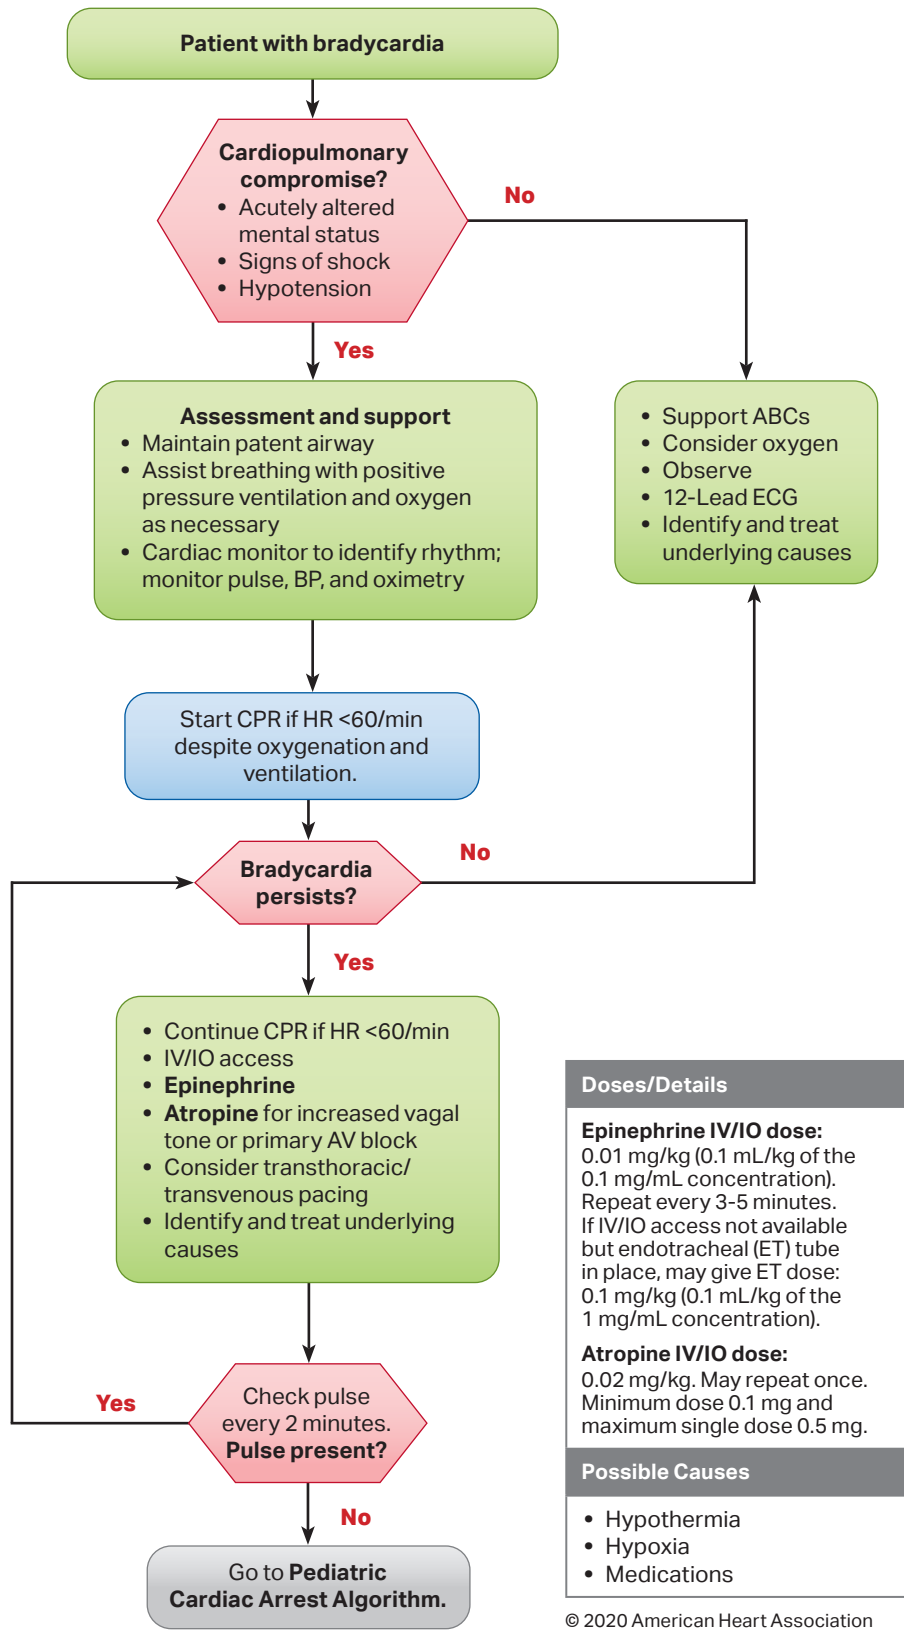 Patient with bradycardia
Cardiopulmonary
compromise?
• Acutely altered
mental status
• Signs of shock
• Hypotension
No
Yes
Assessment and support
• Maintain patent airway
• Assist breathing with positive
pressure ventilation and oxygen
as necessary
• Cardiac monitor to identify rhythm;
monitor pulse, BP, and oximetry
• Support ABCs
• Consider oxygen
• Observe
• 12-Lead ECG
• Identify and treat
underlying causes
Start CPR if HR <60/min
despite oxygenation and
ventilation.
Bradycardia
persists?
No
Yes
• Continue CPR if HR <60/min
• IV/IO access
• Epinephrine
• Atropine for increased vagal
tone or primary AV block
• Consider transthoracic/
transvenous pacing
• Identify and treat underlying
causes
Check pulse
every 2 minutes.
Pulse present?
Yes
No
Go to Pediatric
Cardiac Arrest Algorithm.
Doses/Details
Epinephrine IV/IO dose:
0.01 mg/kg (0.1 mL/kg of the
0.1 mg/mL concentration).
Repeat every 3-5 minutes.
If IV/IO access not available
but endotracheal (ET) tube
in place, may give ET dose:
0.1 mg/kg (0.1 mL/kg of the
1 mg/mL concentration).
Atropine IV/IO dose:
0.02 mg/kg. May repeat once.
Minimum dose 0.1 mg and
maximum single dose 0.5 mg.
Possible Causes
• Hypothermia
• Hypoxia
• Medications
© 2020 American Heart Association